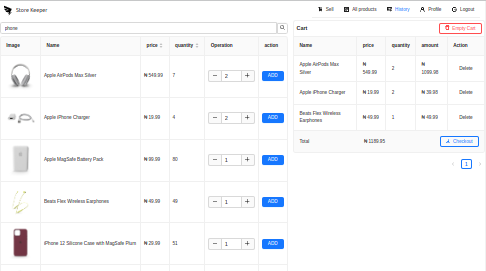 Store Keeper
Sell All products History Profile Logout
phone
Cart
Empty Cart
Image Name price quantity Operation action
Name price quantity amount Action
Apple AirPods Max Silver ₦ 549.99 7 2 ADD
Apple iPhone Charger ₦ 19.99 4 2 ADD
Apple MagSafe Battery Pack ₦ 99.99 80 1 ADD
Beats Flex Wireless Earphones ₦ 49.99 49 1 ADD
iPhone 12 Silicone Case with MagSafe Plum ₦ 29.99 51 1 ADD
Apple AirPods Max Silver ₦ 549.99 2 ₦ 1099.98 Delete
Apple iPhone Charger ₦ 19.99 2 ₦ 39.98 Delete
Beats Flex Wireless Earphones ₦ 49.99 1 ₦ 49.99 Delete
Total ₦ 1189.95 Checkout
1